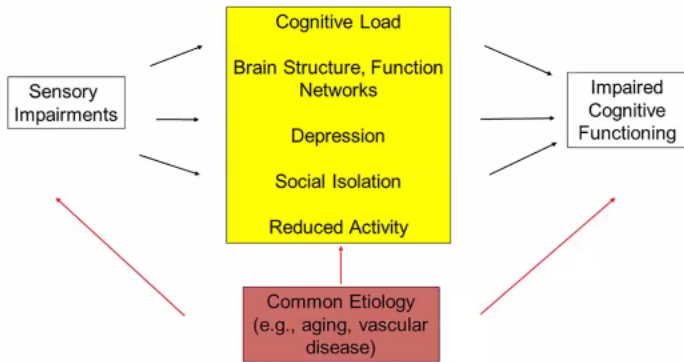 Cognitive Load
Brain Structure, Function
Networks
Depression
Social Isolation
Reduced Activity
Sensory
Impairments
Impaired
Cognitive
Functioning
Common Etiology
(e.g., aging, vascular
disease)